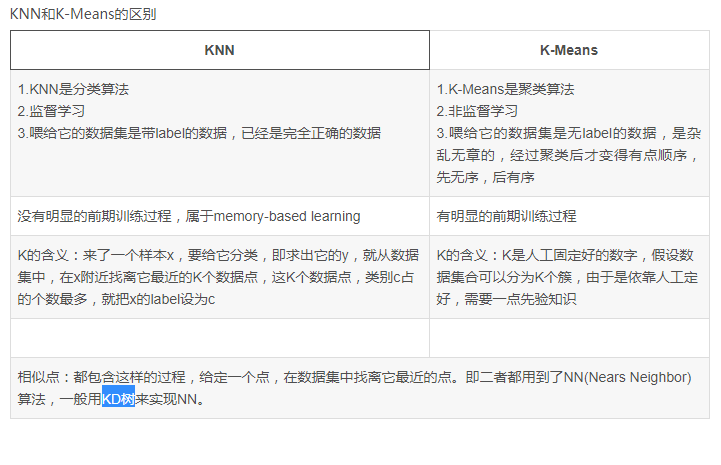 KNN和K-Means的区别
KNN
K-Means
1.KNN是分类算法
2.监督学习
3.喂给它的数据集是带label的数据，已经是完全正确的数据
1.K-Means是聚类算法
2.非监督学习
3.喂给它的数据集是无label的数据，是杂
乱无章的，经过聚类后才变得有点顺序，
先无序，后有序
没有明显的前期训练过程，属于memory-based learning
有明显的前期训练过程
K的含义：来了一个样本x，要给它分类，即求出它的y，就从数据
集中，在x附近找离它最近的K个数据点，这K个数据点，类别c占
的个数最多，就把x的label设为c
K的含义：K是人工固定好的数字，假设数
据集合可以分为K个簇，由于是依靠人工定
好，需要一点先验知识
相似点：都包含这样的过程，给定一个点，在数据集中找离它最近的点。即二者都用到了NN(Nears Neighbor)
算法，一般用KD树来实现NN。